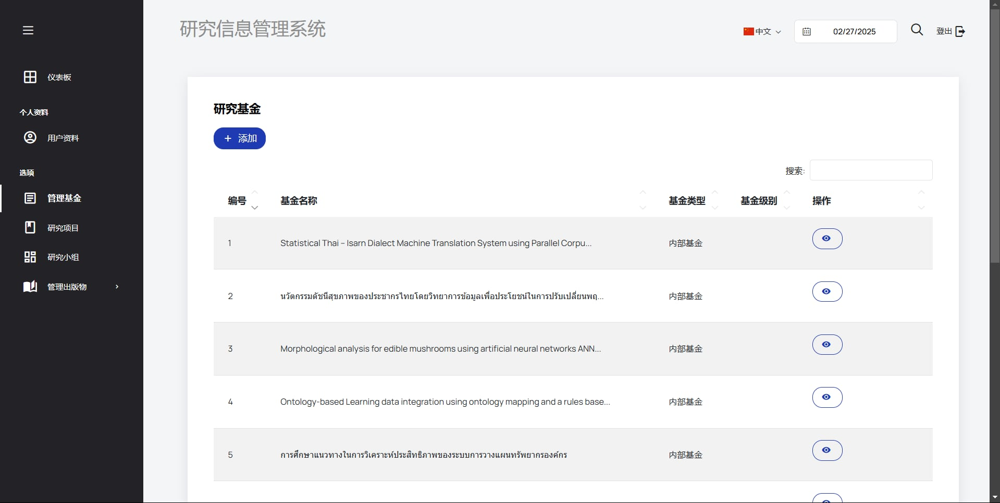 研究信息管理系统
中文
02/27/2025
登出
仪表板
个人资料
用户资料
选项
管理基金
研究项目
研究小组
管理出版物
研究基金
+ 添加
搜索:
编号 基金名称 基金类型 基金级别 操作
1 Statistical Thai – Isarn Dialect Machine Translation System using Parallel Corpu... 内部基金
2 นวัตกรรมดัชนีสุขภาพของประชากรไทยโดยวิทยาการข้อมูลเพื่อประโยชน์ในการปรับเปลี่ยนพฤ... 内部基金
3 Morphological analysis for edible mushrooms using artificial neural networks ANN... 内部基金
4 Ontology-based Learning data integration using ontology mapping and a rules base... 内部基金
5 การศึกษาแนวทางในการวิเคราะห์ประสิทธิภาพของระบบการวางแผนทรัพยากรองค์กร 内部基金